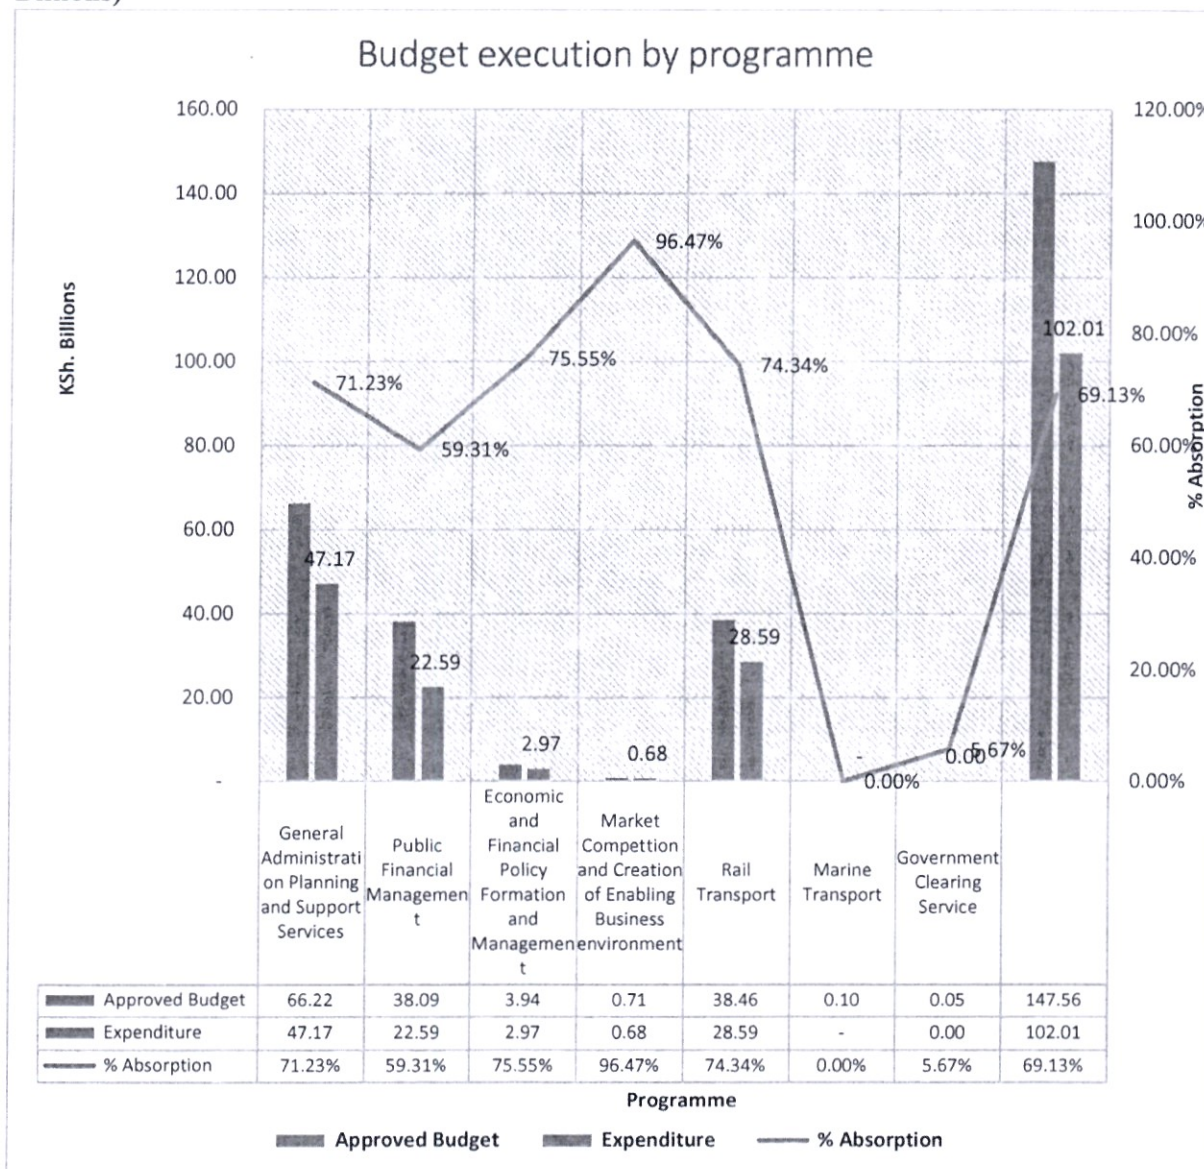 Budget execution by programme
160.00
140.00
120.00
100.00
80.00
60.00
40.00
20.00
-
KSh. Billions
120.00%
100.00%
80.00%
60.00%
40.00%
20.00%
0.00%
% Absorption
71.23%
59.31%
75.55%
96.47%
74.34%
0.00%
5.67%
69.13%
47.17
22.59
2.97
0.68
28.59
-
0.00
102.01
General
Administrati
on Planning
and Support
Services
Public
Financial
Managemen
t
Economic
and
Financial
Policy
Formation
and
Managemen
t
Market
Compettion
and Creation
of Enabling
Business
environment
Rail
Transport
Marine
Transport
Government
Clearing
Service
Approved Budget 66.22 38.09 3.94 0.71 38.46 0.10 0.05 147.56
Expenditure 47.17 22.59 2.97 0.68 28.59 - 0.00 102.01
% Absorption 71.23% 59.31% 75.55% 96.47% 74.34% 0.00% 5.67% 69.13%
Programme
Approved Budget Expenditure % Absorption